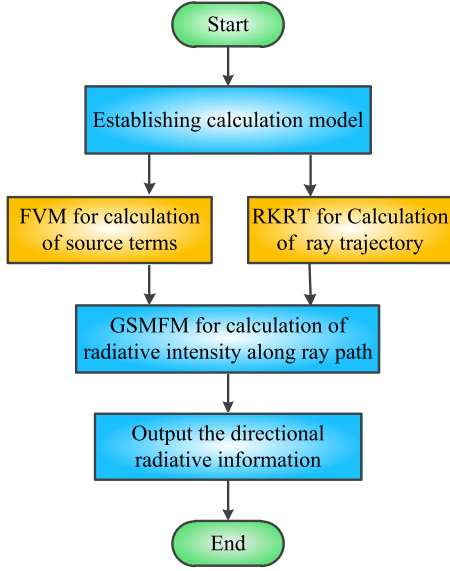 Start
Establishing calculation model
FVM for calculation
of source terms
RKRT for Calculation
of ray trajectory
GSMFM for calculation of
radiative intensity along ray path
Output the directional
radiative information
End